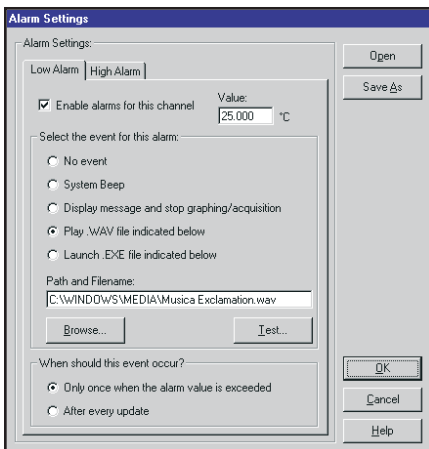 Alarm Settings
Alarm Settings:
Low Alarm High Alarm
Enable alarms for this channel
Value:
25.000 °C
Select the event for this alarm:
No event
System Beep
Display message and stop graphing/acquisition
Play .WAV file indicated below
Launch .EXE file indicated below
Path and Filename:
C:\WINDOWS\MEDIA\Musica Exclamation.wav
Browse... Test...
When should this event occur?
Only once when the alarm value is exceeded
After every update
Open
Save As
OK
Cancel
Help